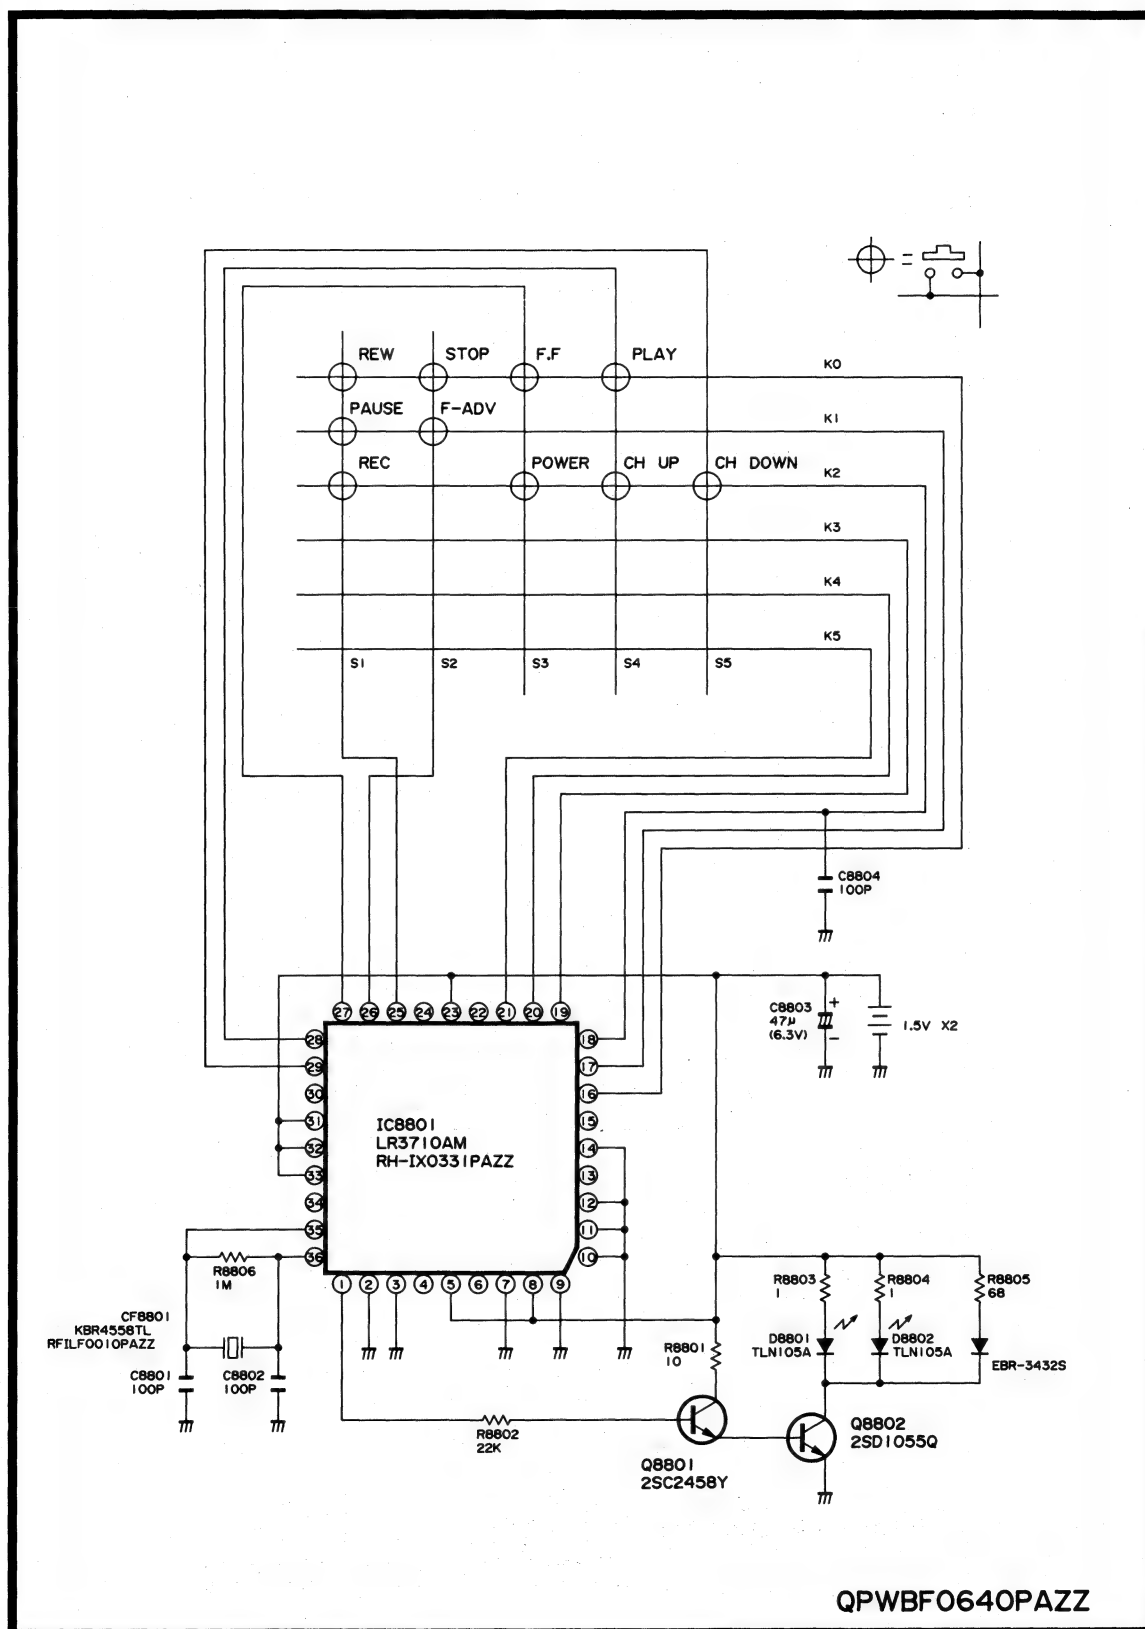 =
REW STOP F.F PLAY K0
PAUSE F-ADV K1
REC POWER CH UP CH DOWN K2
K3
K4
K5
S1 S2 S3 S4 S5
C8804
100P
27 26 25 24 23 22 21 20 19
C8803
47μ
(6.3V)
+
−
1.5V X2
28
29
30
31
32
33
34
35
36
18
17
16
15
14
13
12
11
10
IC8801
LR3710AM
RH-IX0331PAZZ
1 2 3 4 5 6 7 8 9
R8806
1M
CF8801
KBR4558TL
RFILF0010PAZZ
C8801
100P
C8802
100P
R8802
22K
R8801
10
R8803
1
R8804
1
R8805
68
D8801
TLN105A
D8802
TLN105A
EBR-3432S
Q8801
2SC2458Y
Q8802
2SD1055Q
QPWBF0640PAZZ